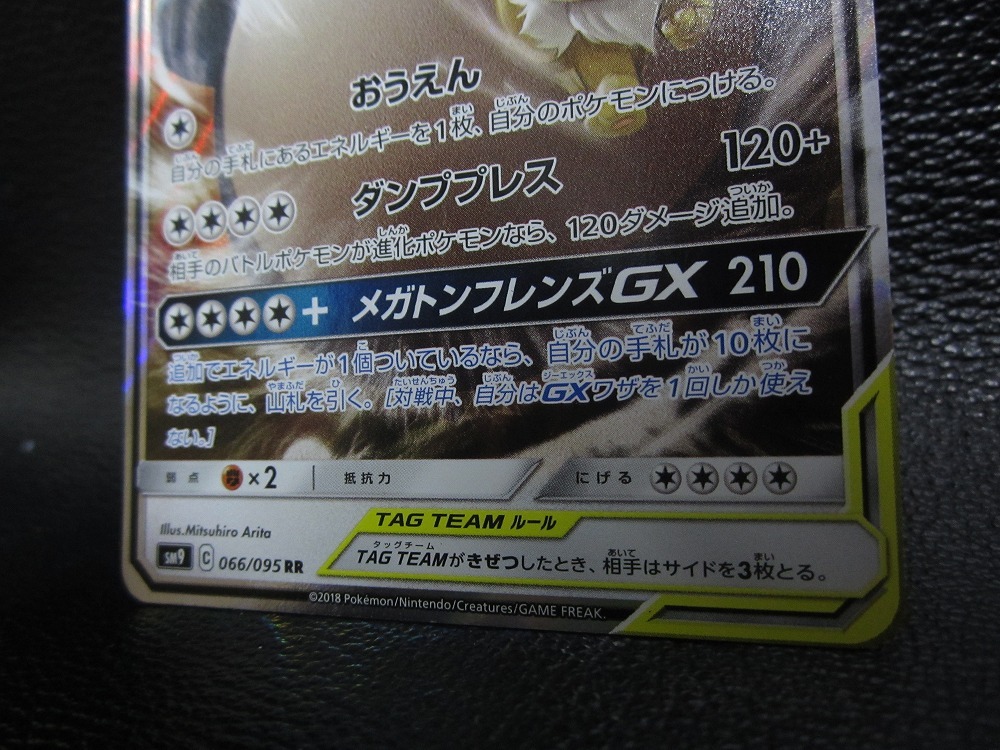 おうえん
自分の手札にあるエネルギーを1枚、自分のポケモンにつける。
ダンププレス 120+
相手のバトルポケモンが進化ポケモンなら、120ダメージ追加。
+ メガトンフレンズGX 210
追加でエネルギーが1個ついているなら、自分の手札が10枚に
なるように、山札を引く。[対戦中、自分はGXワザを1回しか使え
ない。]
弱点 ×2 抵抗力 にげる
Illus.Mitsuhiro Arita
TAG TEAM ルール
SM9 C 066/095 RR
TAG TEAMがきぜつしたとき、相手はサイドを3枚とる。
©2018 Pokémon/Nintendo/Creatures/GAME FREAK.